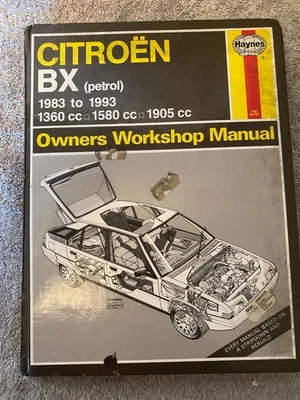 CITROËN
Haynes
BX (petrol)
1983 to 1993
1360 cc □ 1580 cc □ 1905 cc
Owners Workshop Manual
EVERY MANUAL BASED ON
A STRIPDOWN AND
REBUILD